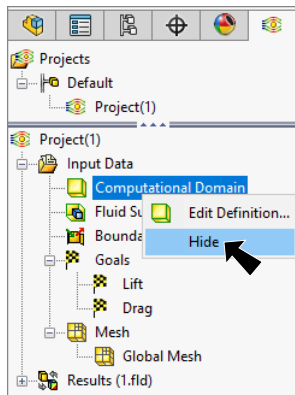 Projects
Default
Project(1)
Project(1)
Input Data
Computational Domain
Fluid Su
Edit Definition...
Bounda
Hide
Goals
Lift
Drag
Mesh
Global Mesh
Results (1.fld)